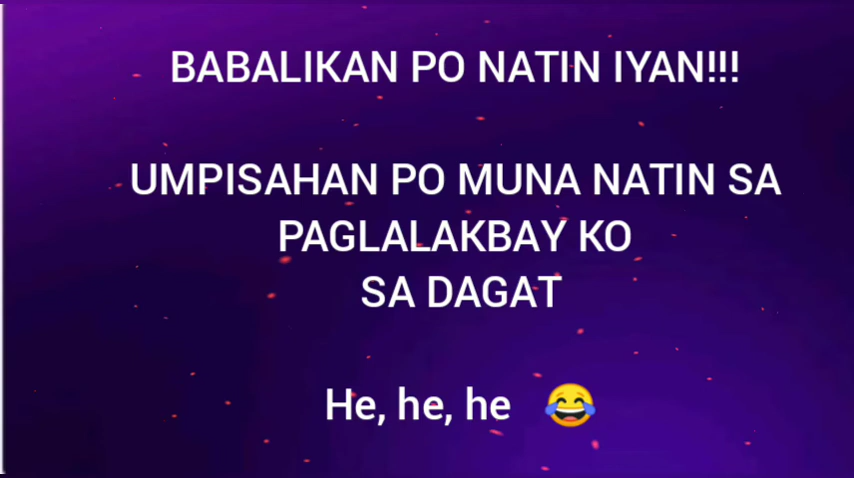 BABALIKAN PO NATIN IYAN!!!
UMPISAHAN PO MUNA NATIN SA
PAGLALAKBAY KO
SA DAGAT
He, he, he 😂